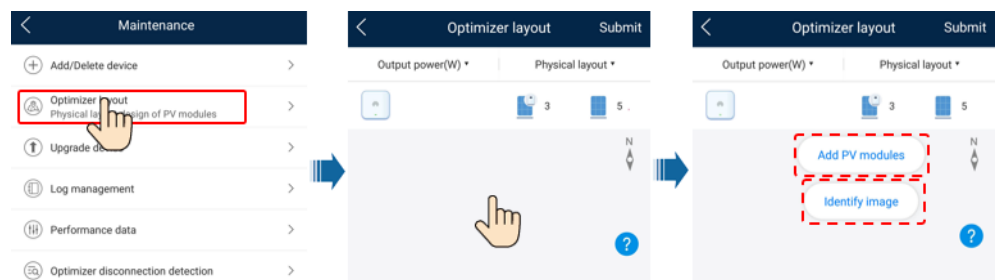 Maintenance
Add/Delete device
Optimizer layout
Physical layout design of PV modules
Upgrade device
Log management
Performance data
Optimizer disconnection detection
Optimizer layout Submit
Output power(W) Physical layout
3 5 .
N
?
Optimizer layout Submit
Output power(W) Physical layout
3 5
N
Add PV modules
Identify image
?